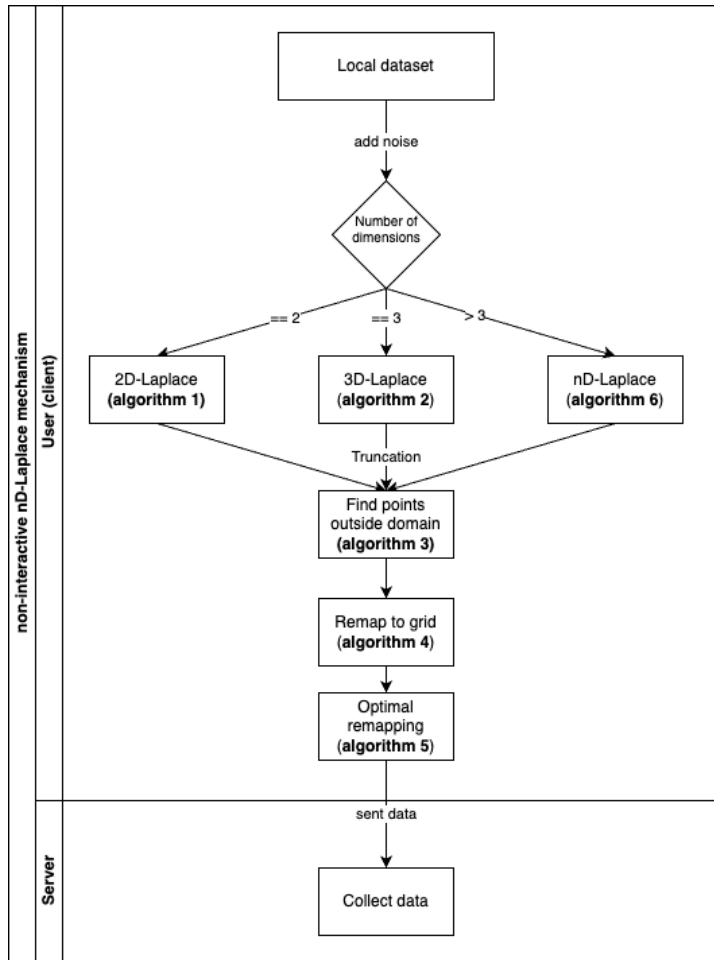 non-interactive nD-Laplace mechanism
User (client)
Local dataset
add noise
Number of
dimensions
== 2
== 3
> 3
2D-Laplace
(algorithm 1)
3D-Laplace
(algorithm 2)
nD-Laplace
(algorithm 6)
Truncation
Find points
outside domain
(algorithm 3)
Remap to grid
(algorithm 4)
Optimal
remapping
(algorithm 5)
Server
sent data
Collect data